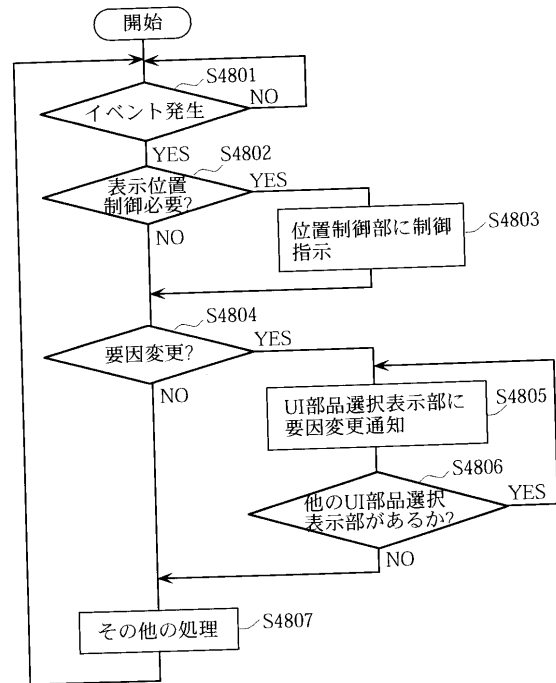 開始
S4801
イベント発生
NO
YES
S4802
表示位置
制御必要?
YES
NO
位置制御部に制御
指示
S4803
S4804
要因変更?
YES
NO
UI部品選択表示部に
要因変更通知
S4805
S4806
他のUI部品選択
表示部があるか?
YES
NO
その他の処理
S4807